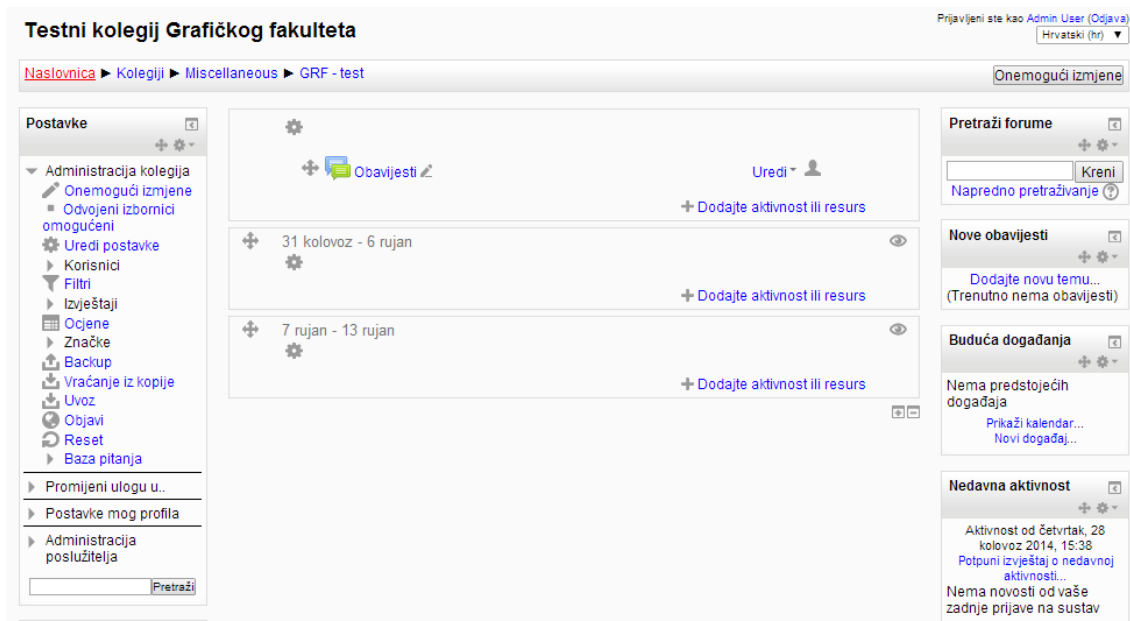 Testni kolegij Grafičkog fakulteta
Prijavljeni ste kao Admin User (Odjava)
Hrvatski (hr)
Naslovnica ► Kolegiji ► Miscellaneous ► GRF - test
Onemogući izmjene
Postavke
Administracija kolegija
Onemogući izmjene
Odvojeni izbornici
omogućeni
Uredi postavke
Korisnici
Filtri
Izvještaji
Ocjene
Značke
Backup
Vraćanje iz kopije
Uvoz
Objavi
Reset
Baza pitanja
Promijeni ulogu u..
Postavke mog profila
Administracija
poslužitelja
Pretraži
Obavijesti
Uredi
Dodajte aktivnost ili resurs
31 kolovoz - 6 rujan
Dodajte aktivnost ili resurs
7 rujan - 13 rujan
Dodajte aktivnost ili resurs
Pretraži forume
Kreni
Napredno pretraživanje
Nove obavijesti
Dodajte novu temu...
(Trenutno nema obavijesti)
Buduća događanja
Nema predstojećih
događaja
Prikaži kalendar...
Novi događaj...
Nedavna aktivnost
Aktivnost od četvrtak, 28
kolovoz 2014, 15:38
Potpuni izvještaj o nedavnoj
aktivnosti...
Nema novosti od vaše
zadnje prijave na sustav